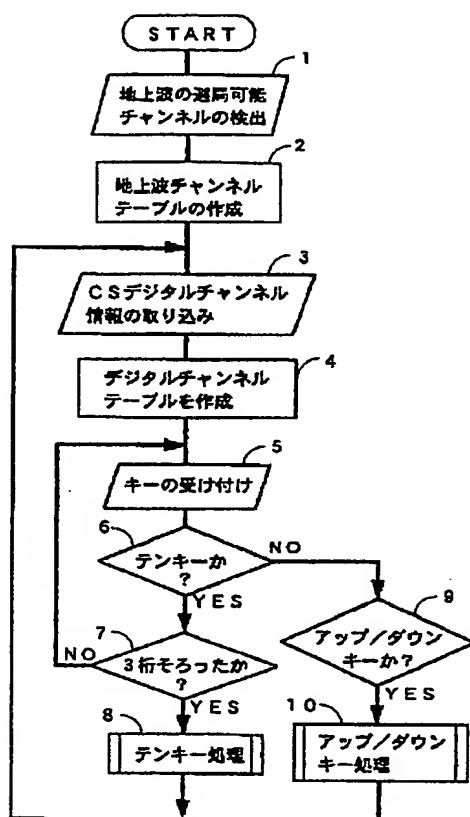 START
1
地上波の選局可能
チャンネルの検出
2
地上波チャンネル
テーブルの作成
3
CSデジタルチャンネル
情報の取り込み
4
デジタルチャンネル
テーブルを作成
5
キーの受け付け
6
テンキーか
?
NO
YES
7
3桁そろったか
?
NO
YES
8
テンキー処理
9
アップ/ダウン
キーか?
YES
10
アップ/ダウン
キー処理